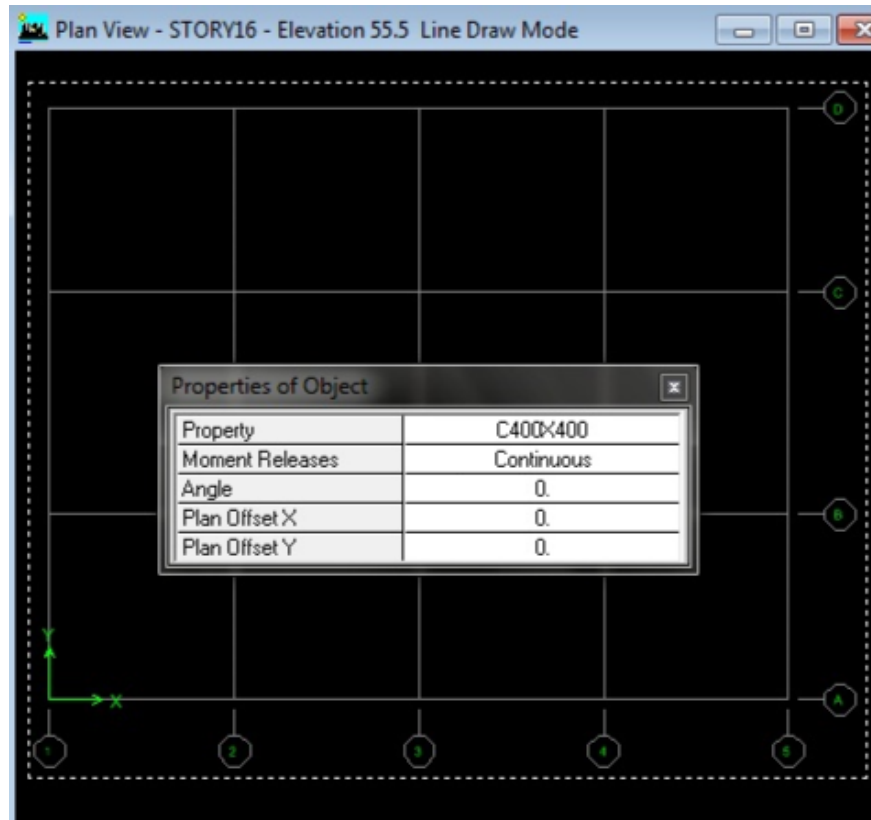 Plan View - STORY16 - Elevation 55.5 Line Draw Mode
D
C
Properties of Object
Property C400X400
Moment Releases Continuous
Angle 0.
Plan Offset X 0.
Plan Offset Y 0.
B
Y
X
A
1 2 3 4 5